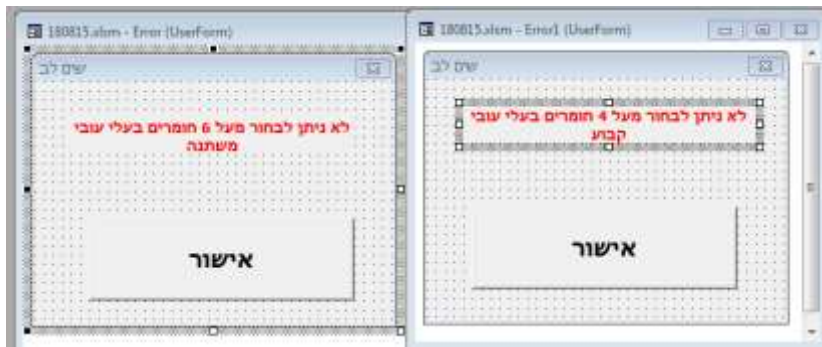 180815.xlsm - Error (UserForm)
שים לב
לא ניתן לבחור מעל 6 חומרים בעלי עובי
משתנה
אישור
180815.xlsm - Error1 (UserForm)
שים לב
לא ניתן לבחור מעל 4 חומרים בעלי עובי
קבוע
אישור